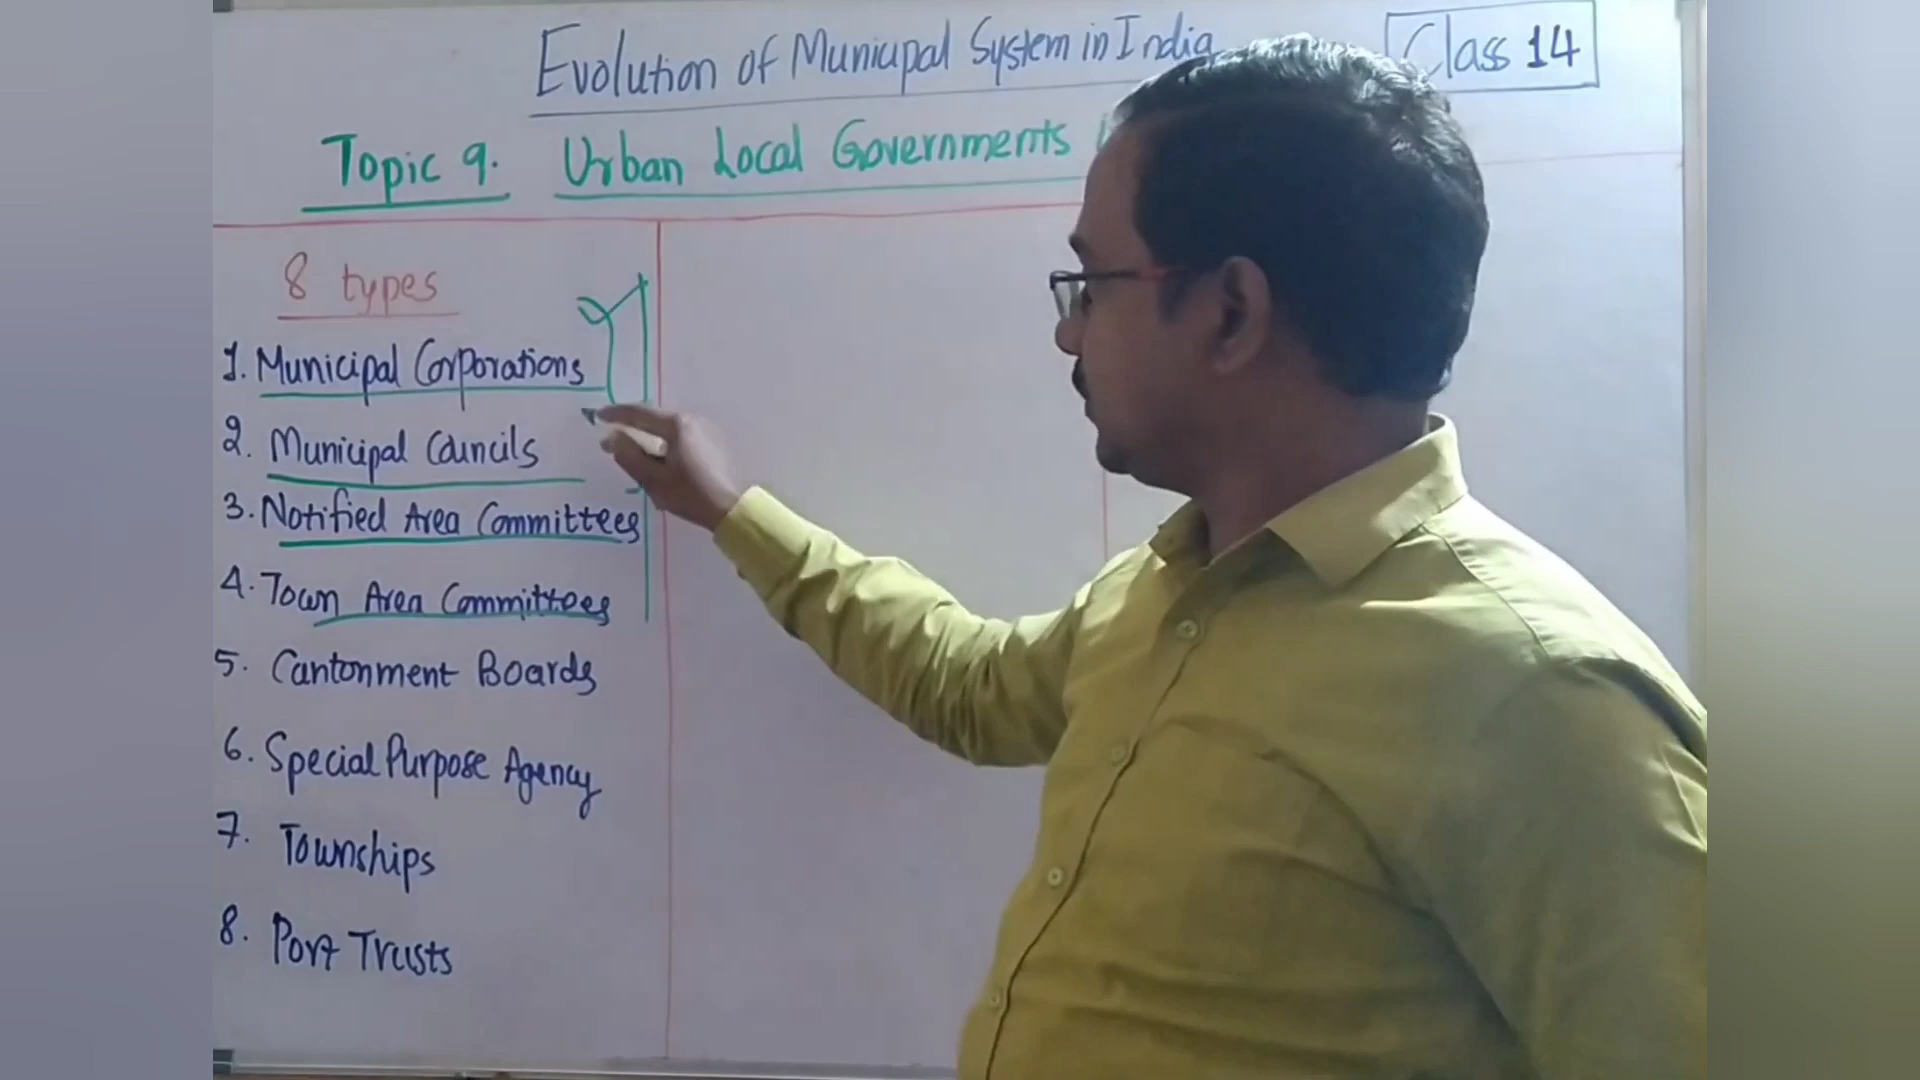 Evolution of Municipal System in India
Class 14
Topic 9. Urban Local Governments
8 types
1. Municipal Corporations
2. Municipal Councils
3. Notified Area Committees
4. Town Area Committees
5. Cantonment Boards
6. Special Purpose Agency
7. Townships
8. Port Trusts